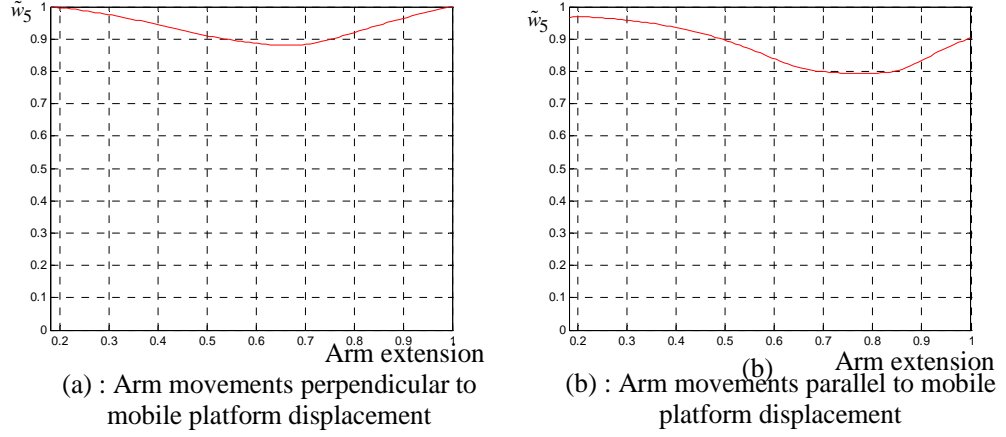 w̃5
1
0.9
0.8
0.7
0.6
0.5
0.4
0.3
0.2
0.1
0
0.2 0.3 0.4 0.5 0.6 0.7 0.8 0.9 1
Arm extension
(a) : Arm movements perpendicular to
mobile platform displacement
w̃5
1
0.9
0.8
0.7
0.6
0.5
0.4
0.3
0.2
0.1
0
0.2 0.3 0.4 0.5 0.6 0.7 0.8 0.9 1
(b)
Arm extension
(b) : Arm movements parallel to mobile
platform displacement